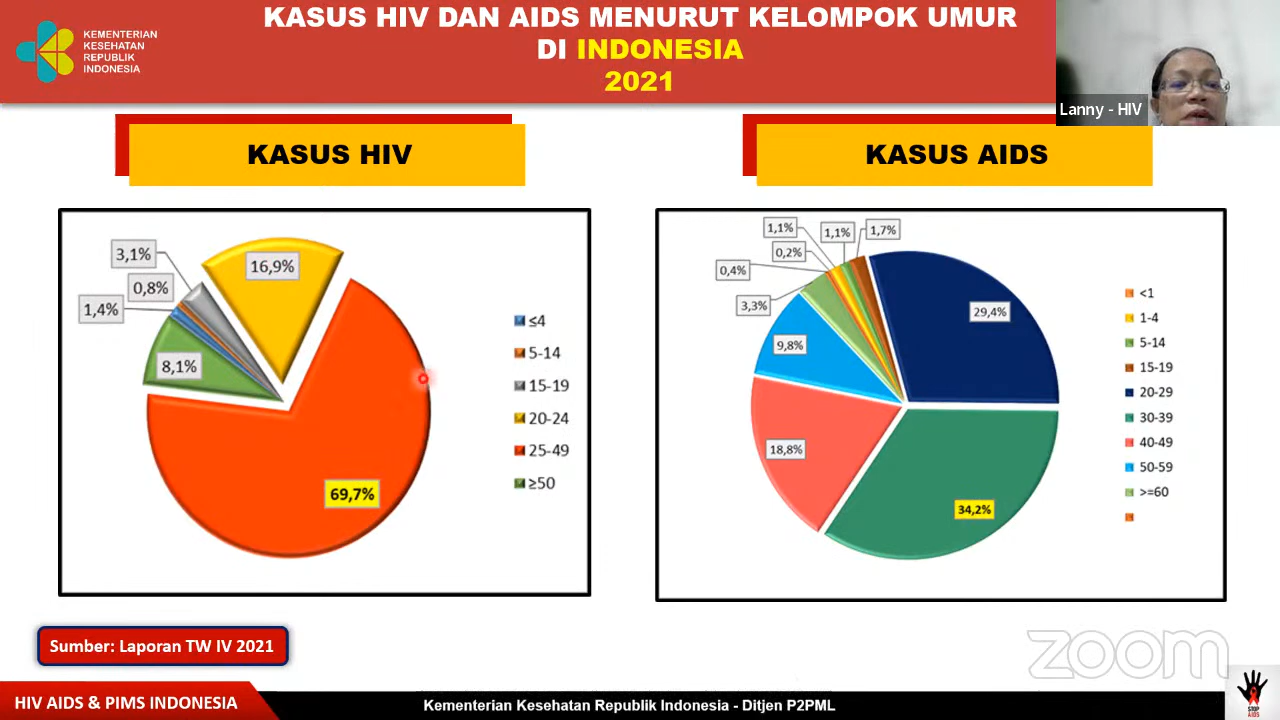 KEMENTERIAN
KESEHATAN
REPUBLIK
INDONESIA
KASUS HIV DAN AIDS MENURUT KELOMPOK UMUR
DI INDONESIA
2021
Lanny - HIV
KASUS HIV
3,1%
16,9%
0,8%
1,4%
8,1%
69,7%
≤4
5-14
15-19
20-24
25-49
≥50
KASUS AIDS
1,1%
1,1%
1,7%
0,2%
0,4%
3,3%
29,4%
9,8%
18,8%
34,2%
<1
1-4
5-14
15-19
20-29
30-39
40-49
50-59
>=60
Sumber: Laporan TW IV 2021
zoom
HIV AIDS & PIMS INDONESIA
Kementerian Kesehatan Republik Indonesia - Ditjen P2PML
STOP
AIDS